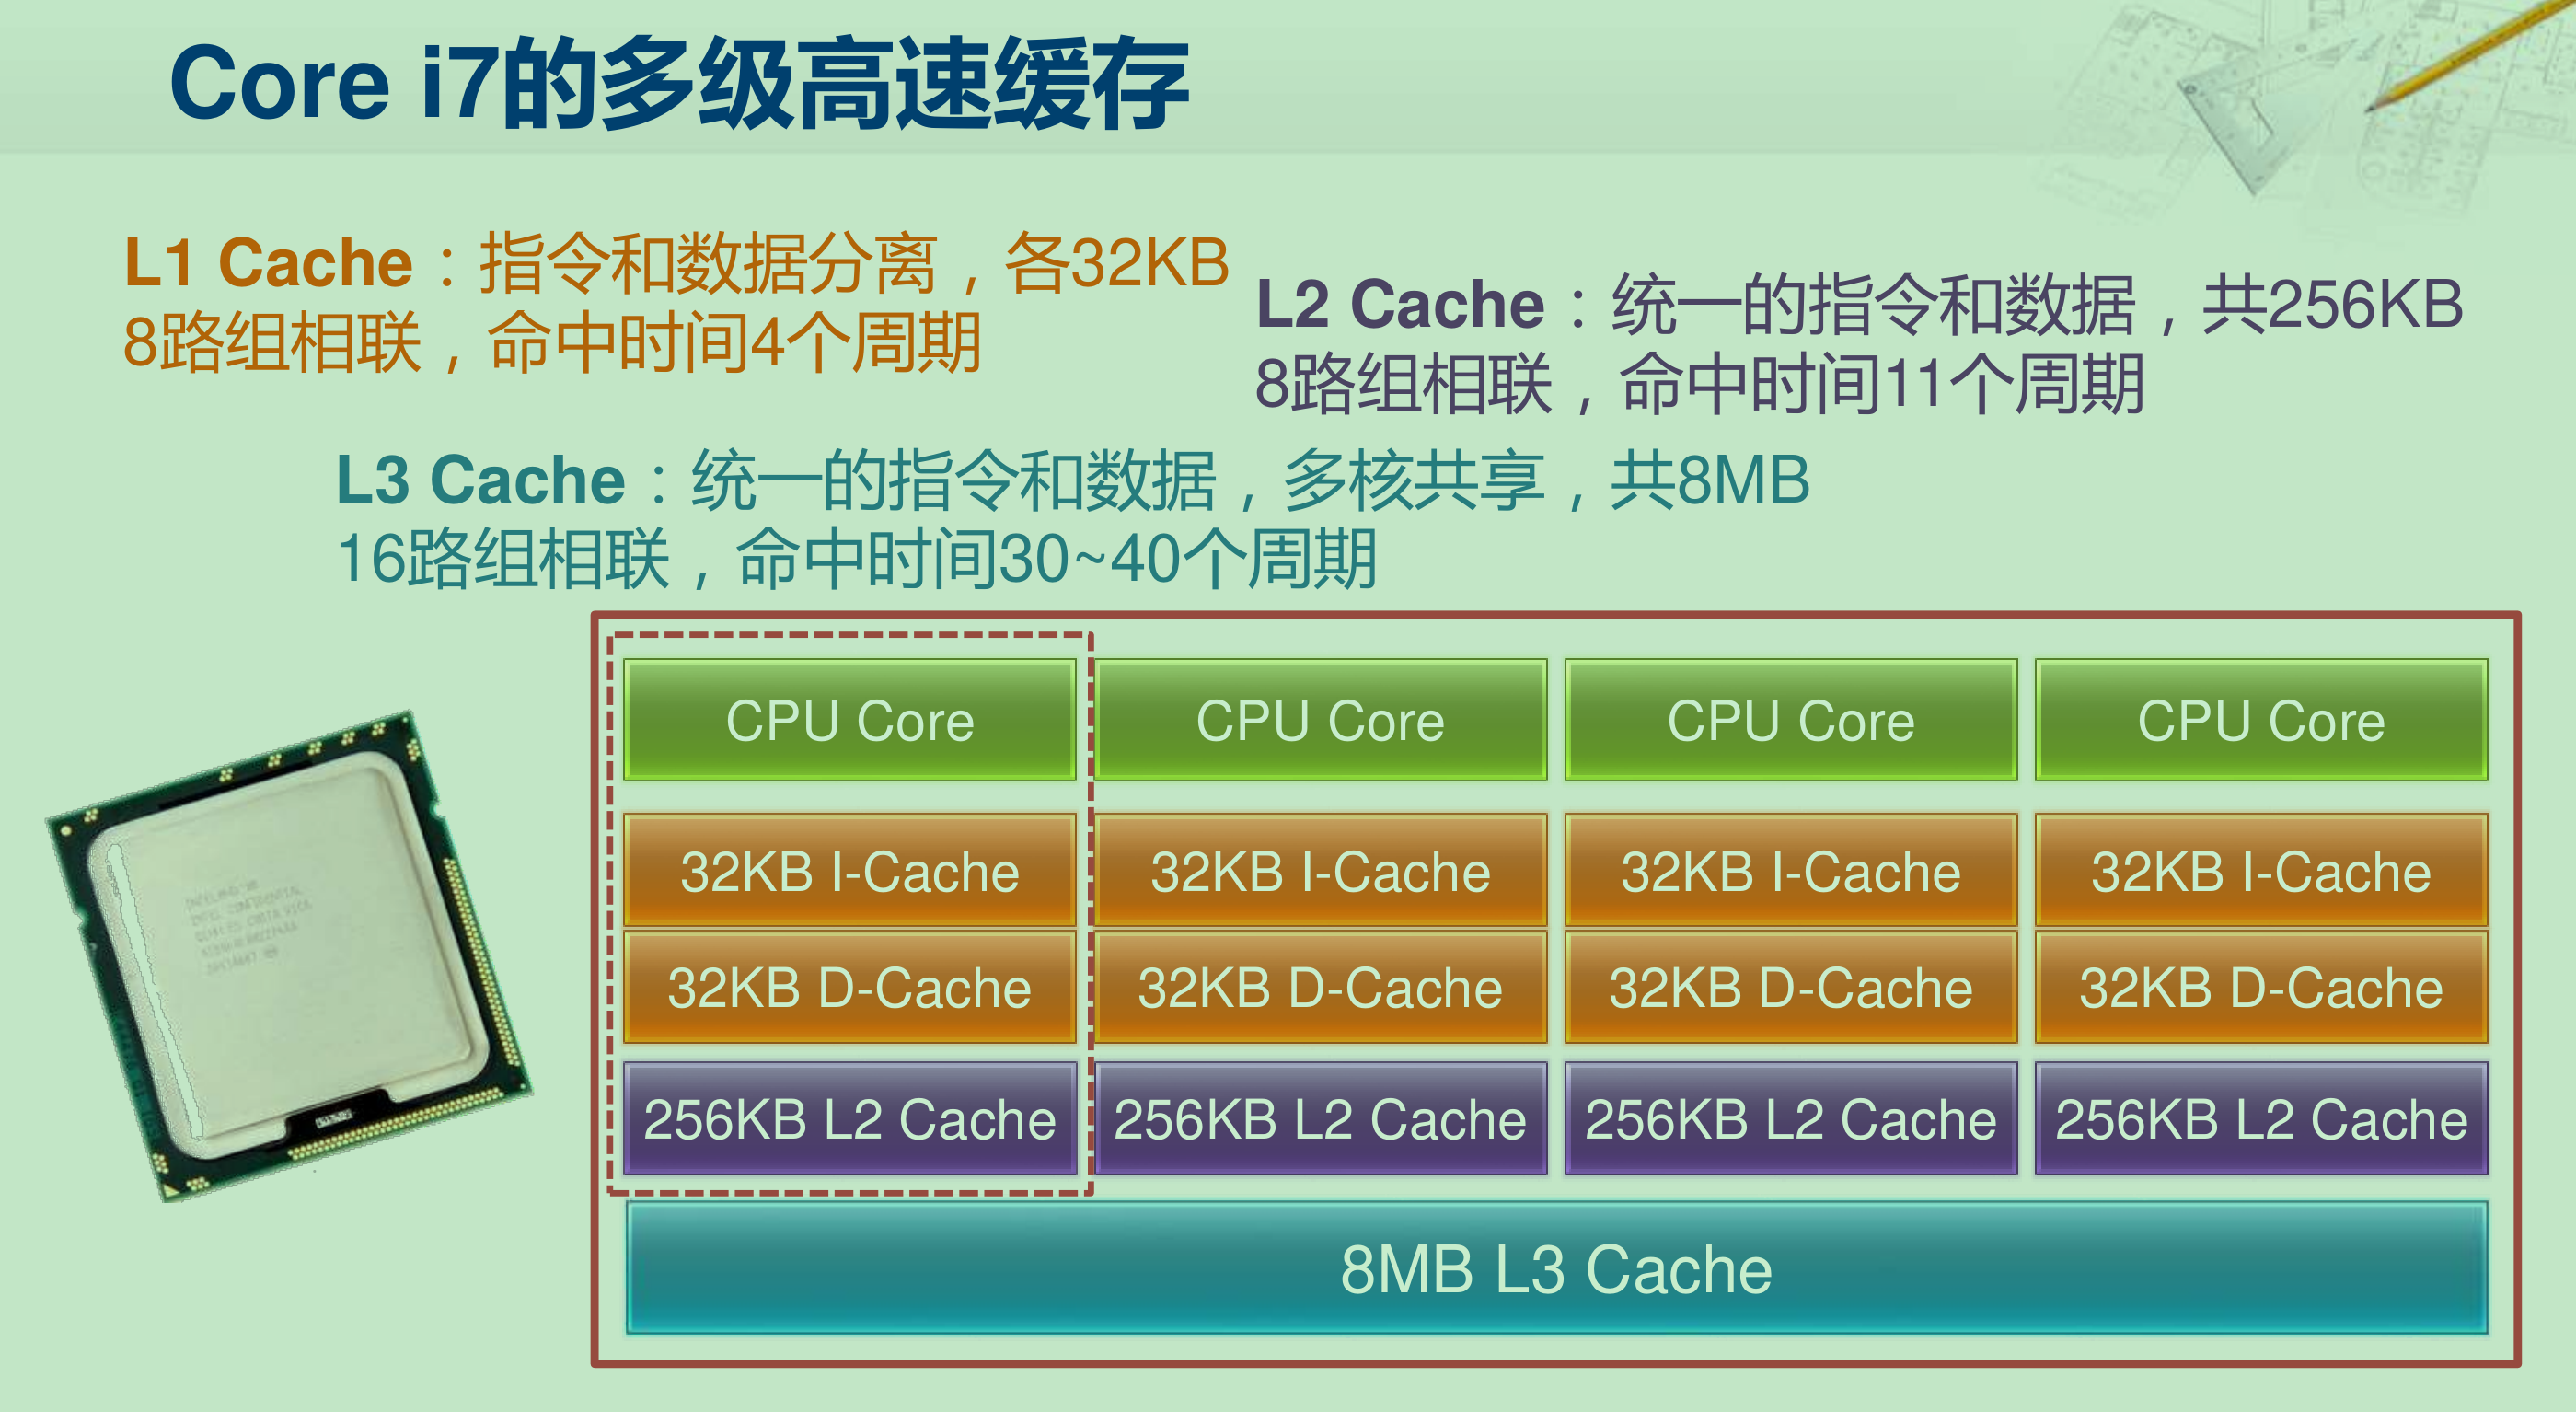 Core i7的多级高速缓存
L1 Cache：指令和数据分离，各32KB
8路组相联，命中时间4个周期
L2 Cache：统一的指令和数据，共256KB
8路组相联，命中时间11个周期
L3 Cache：统一的指令和数据，多核共享，共8MB
16路组相联，命中时间30~40个周期
CPU Core CPU Core CPU Core CPU Core
32KB I-Cache 32KB I-Cache 32KB I-Cache 32KB I-Cache
32KB D-Cache 32KB D-Cache 32KB D-Cache 32KB D-Cache
256KB L2 Cache 256KB L2 Cache 256KB L2 Cache 256KB L2 Cache
8MB L3 Cache